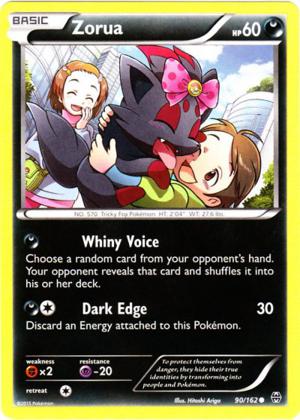 BASIC
Zorua
HP60
NO. 570 Tricky Fox Pokémon HT: 2'04" WT: 27.6 lbs.
Whiny Voice
Choose a random card from your opponent's hand.
Your opponent reveals that card and shuffles it into
his or her deck.
Dark Edge 30
Discard an Energy attached to this Pokémon.
weakness
×2
resistance
-20
retreat
To protect themselves from
danger, they hide their true
identities by transforming into
people and Pokémon.
Illus. Hitoshi Ariga
90/162
©2015 Pokémon